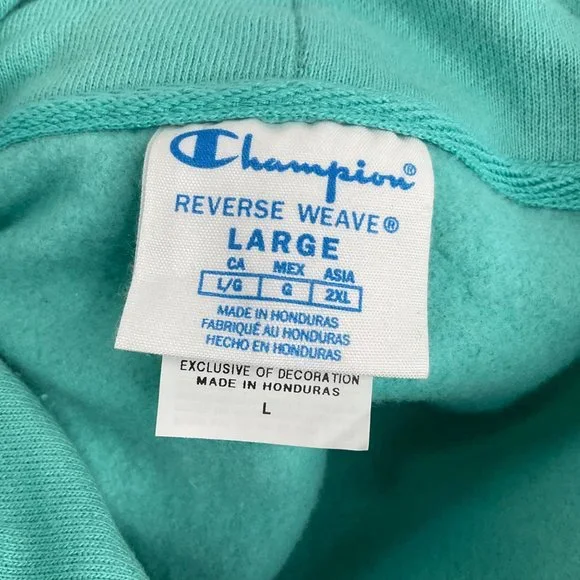 Champion®
REVERSE WEAVE®
LARGE
CA MEX ASIA
L/G G 2XL
MADE IN HONDURAS
FABRIQUÉ AU HONDURAS
HECHO EN HONDURAS
EXCLUSIVE OF DECORATION
MADE IN HONDURAS
L